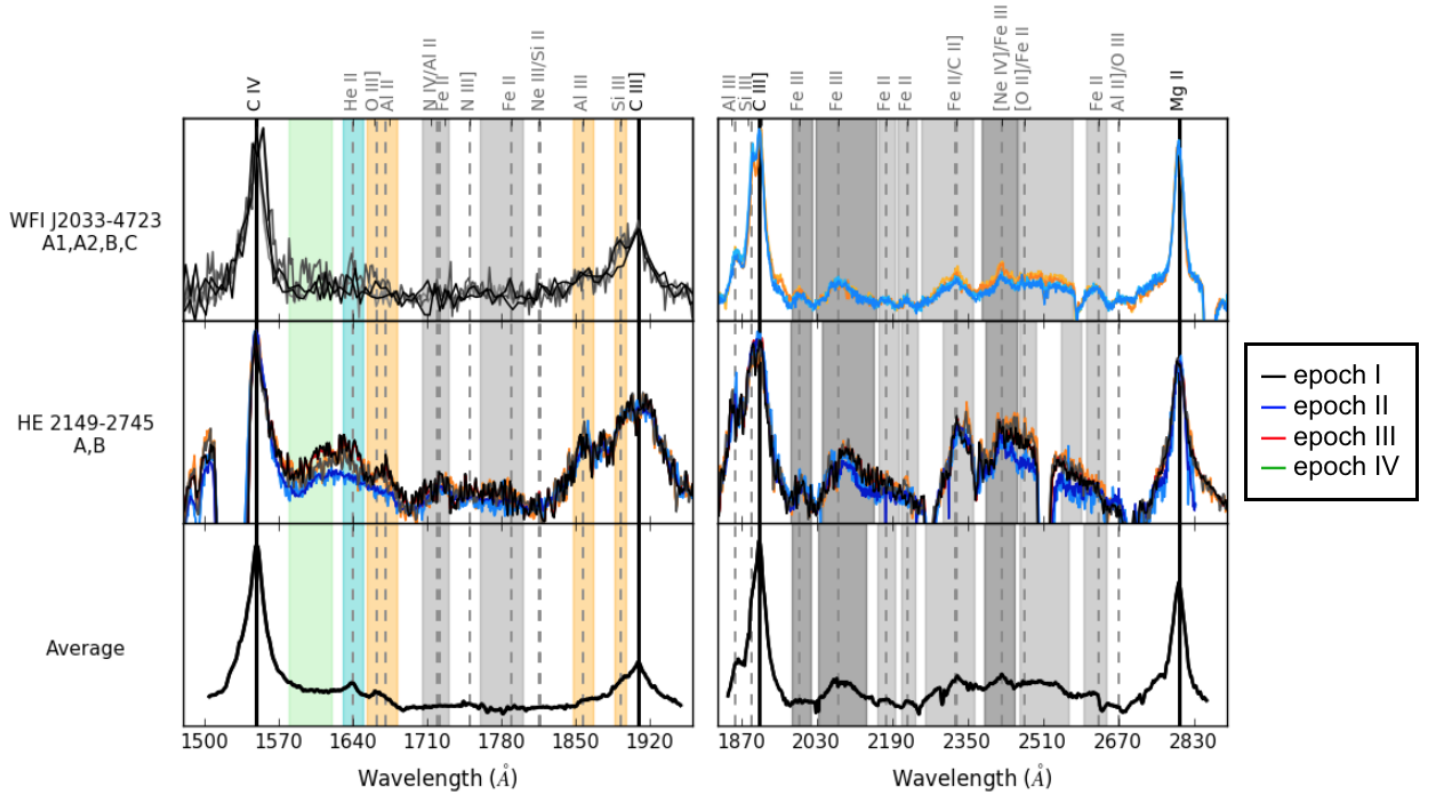 C IV
He II
O III]
Al II
N IV/Al II
Fe II
N III]
Fe II
Ne III/Si II
Al III
Si III
C III]
Al III
Si III
C III]
Fe III
Fe III
Fe II
Fe II
Fe II/C II]
[Ne IV]/Fe III
[O II]/Fe II
Fe II
Al II]/O III
Mg II
WFI J2033-4723
A1,A2,B,C
HE 2149-2745
A,B
Average
epoch I
epoch II
epoch III
epoch IV
1500 1570 1640 1710 1780 1850 1920
1870 2030 2190 2350 2510 2670 2830
Wavelength (Å)
Wavelength (Å)